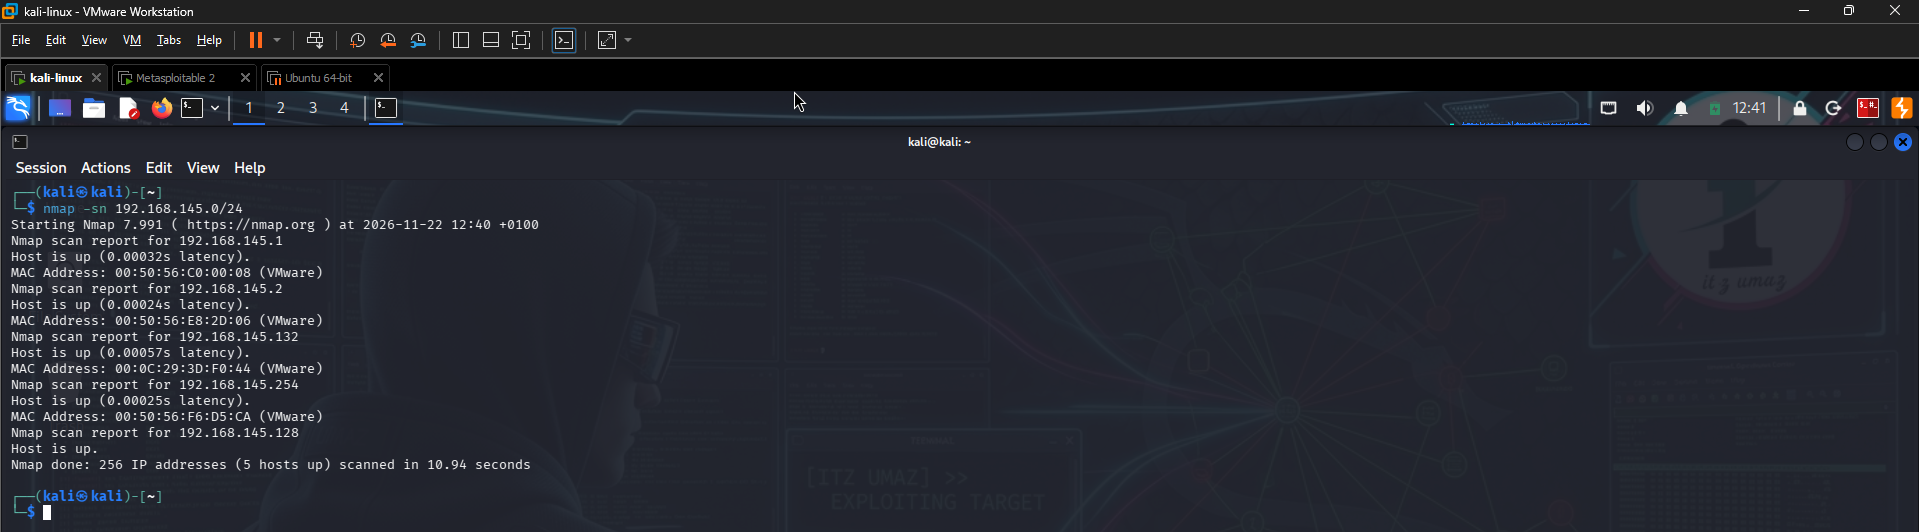 kali-linux - VMware Workstation
File Edit View VM Tabs Help
kali-linux Metasploitable 2 Ubuntu 64-bit
1 2 3 4 12:41
kali@kali: ~
Session Actions Edit View Help
┌──(kali㉿kali)-[~]
└─$ nmap -sn 192.168.145.0/24
Starting Nmap 7.991 ( https://nmap.org ) at 2026-11-22 12:40 +0100
Nmap scan report for 192.168.145.1
Host is up (0.00032s latency).
MAC Address: 00:50:56:C0:00:08 (VMware)
Nmap scan report for 192.168.145.2
Host is up (0.00024s latency).
MAC Address: 00:50:56:E8:2D:06 (VMware)
Nmap scan report for 192.168.145.132
Host is up (0.00057s latency).
MAC Address: 00:0C:29:3D:F0:44 (VMware)
Nmap scan report for 192.168.145.254
Host is up (0.00025s latency).
MAC Address: 00:50:56:F6:D5:CA (VMware)
Nmap scan report for 192.168.145.128
Host is up.
Nmap done: 256 IP addresses (5 hosts up) scanned in 10.94 seconds
┌──(kali㉿kali)-[~]
└─$
it z umaz
[ITZ UMAZ] >>
EXPLOITING TARGET